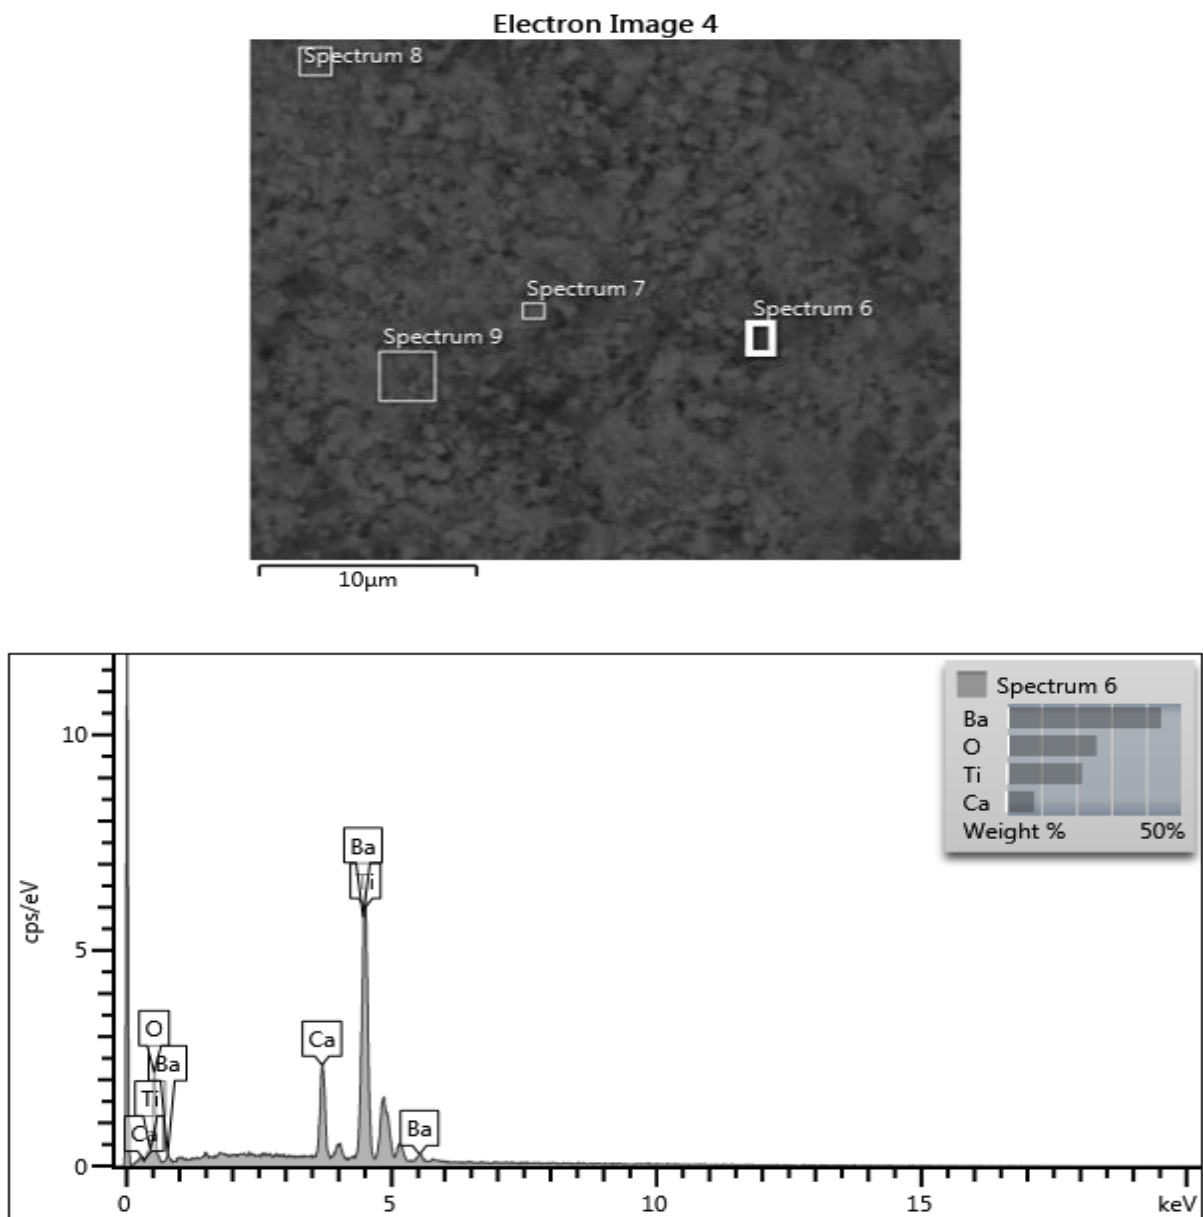 Electron Image 4
Spectrum 8
Spectrum 7
Spectrum 6
Spectrum 9
10µm
Spectrum 6
Ba
O
Ti
Ca
Weight % 50%
cps/eV
10
5
0
Ba
Ti
O
Ba
Ti
Ca
Ca
Ba
0 5 10 15 keV